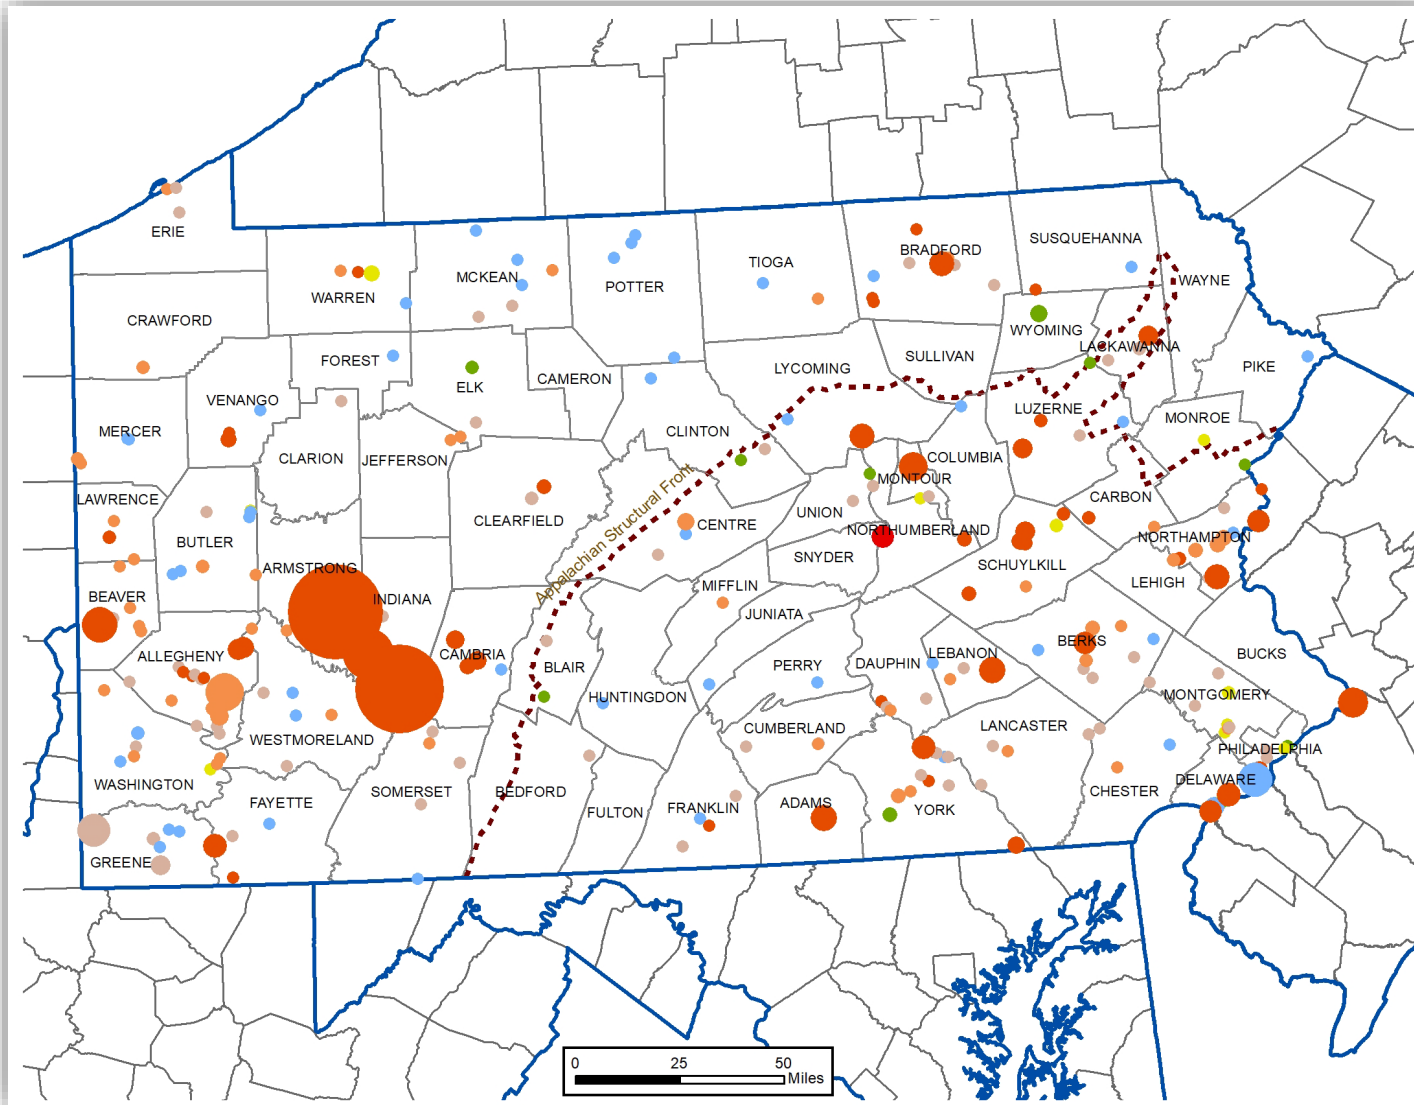 ERIE
CRAWFORD
WARREN
MCKEAN
POTTER
TIOGA
BRADFORD
SUSQUEHANNA
WAYNE
FOREST
ELK
CAMERON
LYCOMING
SULLIVAN
WYOMING
LACKAWANNA
PIKE
MERCER
VENANGO
CLARION
JEFFERSON
CLINTON
COLUMBIA
LUZERNE
MONROE
LAWRENCE
BUTLER
ARMSTRONG
CLEARFIELD
Appalachian Structural Front
CENTRE
UNION
MONTOUR
NORTHUMBERLAND
SNYDER
CARBON
SCHUYLKILL
NORTHAMPTON
LEHIGH
BEAVER
INDIANA
MIFFLIN
JUNIATA
ALLEGHENY
CAMBRIA
BLAIR
HUNTINGDON
PERRY
DAUPHIN
LEBANON
BERKS
BUCKS
MONTGOMERY
WESTMORELAND
CUMBERLAND
LANCASTER
PHILADELPHIA
WASHINGTON
FAYETTE
SOMERSET
BEDFORD
FULTON
FRANKLIN
ADAMS
YORK
CHESTER
DELAWARE
GREENE
0 25 50
Miles